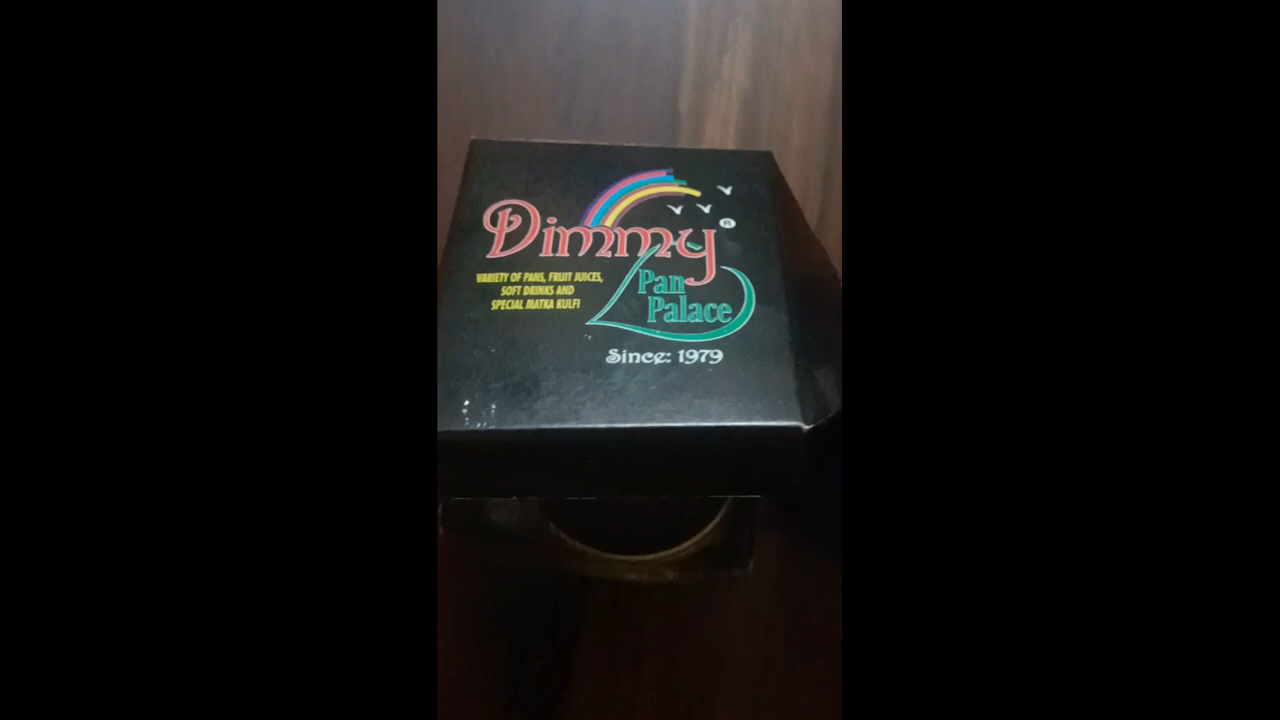 Dimmy ®
VARIETY OF PANS, FRUIT JUICES,
SOFT DRINKS AND
SPECIAL MATKA KULFI
Pan
Palace
Since: 1979